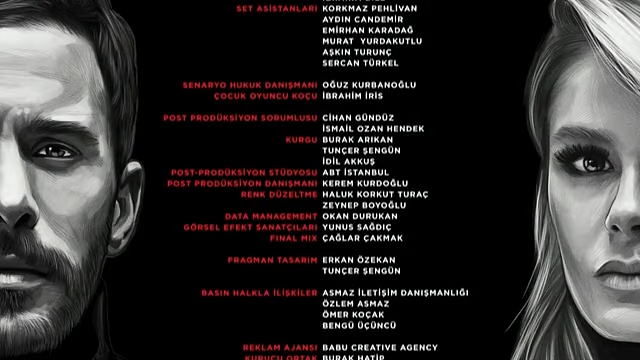 SET ASİSTANLARI KORKMAZ PEHLİVAN
AYDIN CANDEMİR
EMİRHAN KARADAĞ
MURAT YURDAKUTLU
AŞKIN TURUNÇ
SERCAN TÜRKEL
SENARYO HUKUK DANIŞMANI OĞUZ KURBANOĞLU
ÇOCUK OYUNCU KOÇU İBRAHİM İRİS
POST PRODÜKSİYON SORUMLUSU CİHAN GÜNDÜZ
İSMAİL OZAN HENDEK
KURGU BURAK ARIKAN
TUNÇER ŞENGÜN
İDİL AKKUŞ
POST-PRODÜKSİYON STÜDYOSU ABT İSTANBUL
POST PRODÜKSİYON DANIŞMANI KEREM KURDOĞLU
RENK DÜZELTME HALUK KORKUT TURAÇ
ZEYNEP BOYOĞLU
DATA MANAGEMENT OKAN DURUKAN
GÖRSEL EFEKT SANATÇILARI YUNUS SAĞDIÇ
FINAL MIX ÇAĞLAR ÇAKMAK
FRAGMAN TASARIM ERKAN ÖZEKAN
TUNÇER ŞENGÜN
BASIN HALKLA İLİŞKİLER ASMAZ İLETİŞİM DANIŞMANLIĞI
ÖZLEM ASMAZ
ÖMER KOÇAK
BENGÜ ÜÇÜNCÜ
REKLAM AJANSI BABU CREATIVE AGENCY
KURUCU ORTAK BURAK HATİP